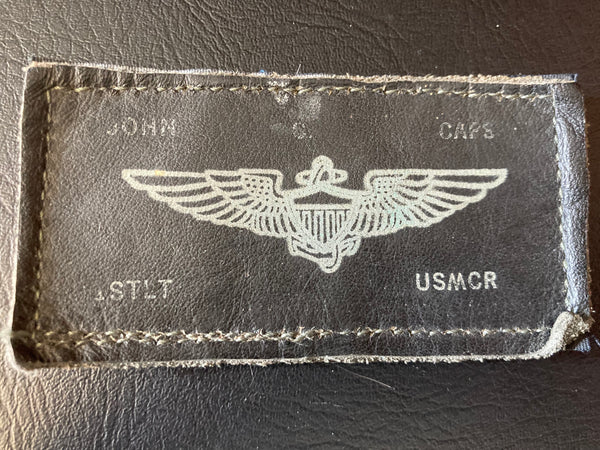 JOHN C. CAPS
1STLT USMCR